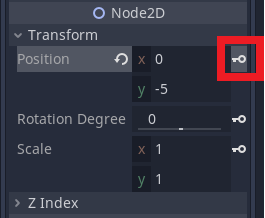 Node2D
Transform
Position x 0
y -5
Rotation Degree 0
Scale x 1
y 1
Z Index